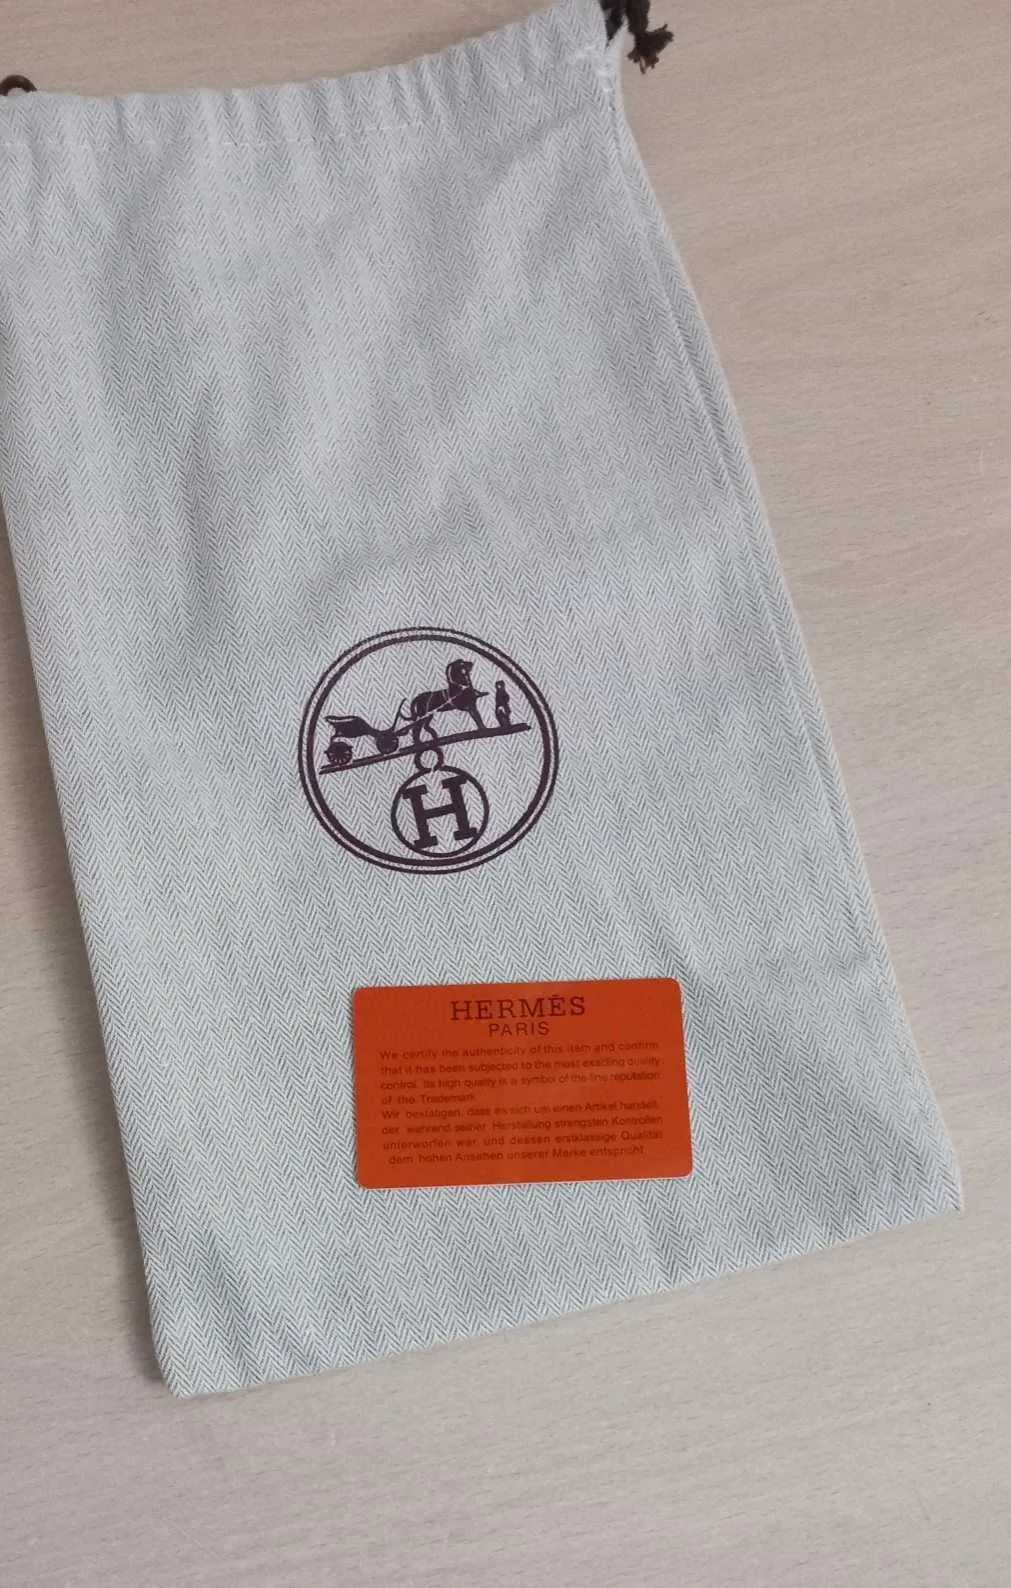 H
HERMÈS
PARIS
We certify the authenticity of this item and confirm
that it has been subjected to the most exacting quality
control. Its high quality is a symbol of the fine reputation
of the Trademark
Wir bestatigen, dass es sich um einen Artikel handelt,
der wahrend seiner Herstellung strengsten Kontrollen
unterworfen war und dessen erstklassige Qualitat
dem hohen Ansehen unserer Marke entspricht.